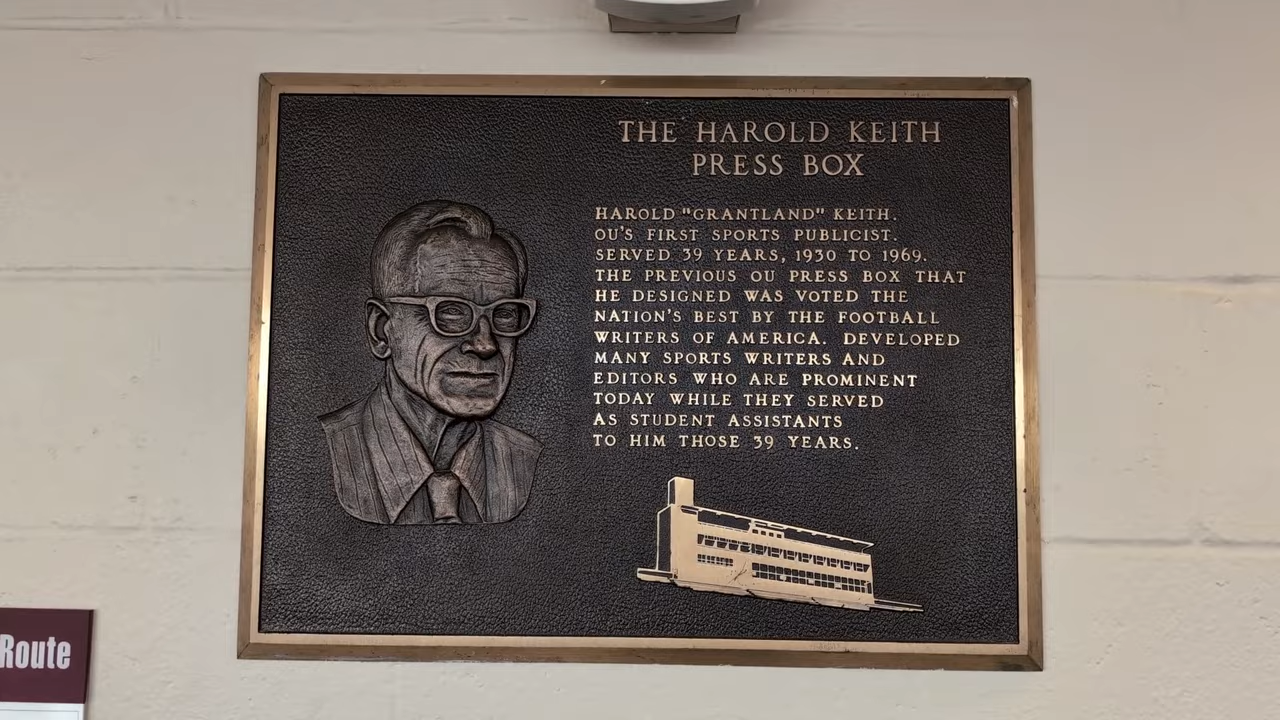 THE HAROLD KEITH
PRESS BOX
HAROLD "GRANTLAND" KEITH.
OU'S FIRST SPORTS PUBLICIST.
SERVED 39 YEARS, 1930 TO 1969.
THE PREVIOUS OU PRESS BOX THAT
HE DESIGNED WAS VOTED THE
NATION'S BEST BY THE FOOTBALL
WRITERS OF AMERICA. DEVELOPED
MANY SPORTS WRITERS AND
EDITORS WHO ARE PROMINENT
TODAY WHILE THEY SERVED
AS STUDENT ASSISTANTS
TO HIM THOSE 39 YEARS.
Route